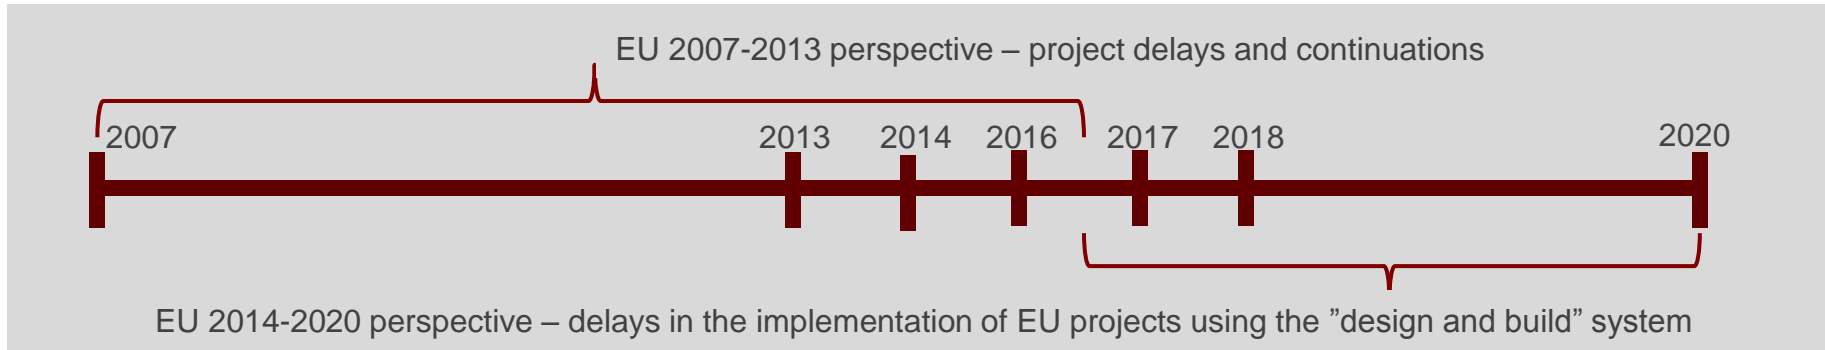 EU 2007-2013 perspective – project delays and continuations
2007 2013 2014 2016 2017 2018 2020
EU 2014-2020 perspective – delays in the implementation of EU projects using the ”design and build” system